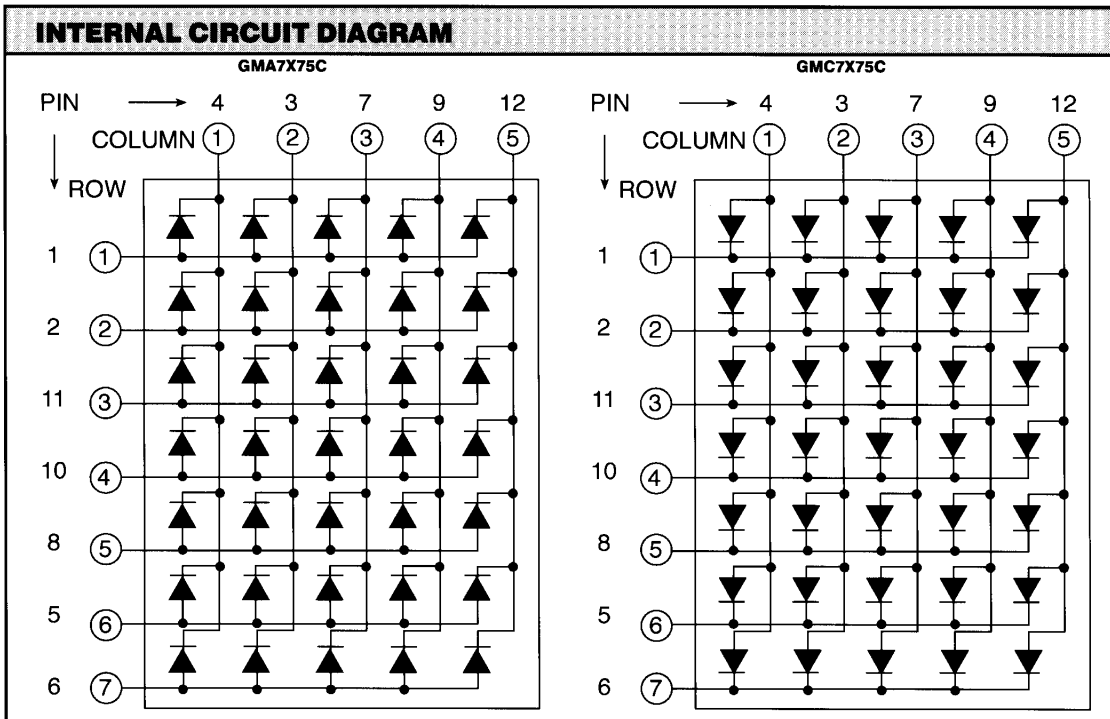 INTERNAL CIRCUIT DIAGRAM
GMA7X75C
PIN → 4 3 7 9 12
COLUMN ① ② ③ ④ ⑤
↓ ROW
1 ①
2 ②
11 ③
10 ④
8 ⑤
5 ⑥
6 ⑦
GMC7X75C
PIN → 4 3 7 9 12
COLUMN ① ② ③ ④ ⑤
↓ ROW
1 ①
2 ②
11 ③
10 ④
8 ⑤
5 ⑥
6 ⑦